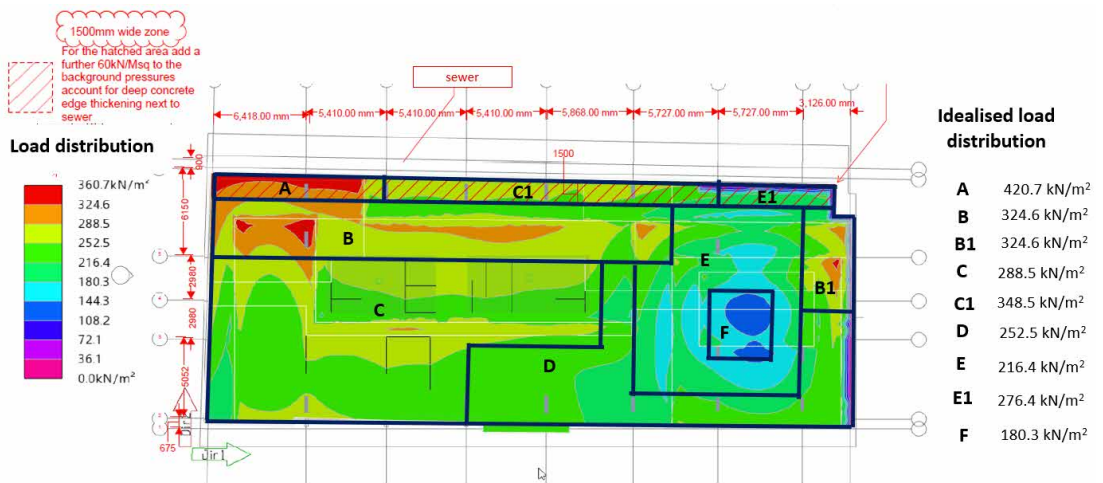 1500mm wide zone
For the hatched area add a
further 60kN/Msq to the
background pressures
account for deep concrete
edge thickening next to
sewer
sewer
6,418.00 mm
5,410.00 mm
5,410.00 mm
5,410.00 mm
5,868.00 mm
5,727.00 mm
5,727.00 mm
3,126.00 mm
1500
Load distribution
360.7kN/m²
324.6
288.5
252.5
216.4
180.3
144.3
108.2
72.1
36.1
0.0kN/m²
900
6150
2980
2980
5052
675
Dir1
A
C1
E1
B
E
B1
C
F
D
Idealised load
distribution
A 420.7 kN/m²
B 324.6 kN/m²
B1 324.6 kN/m²
C 288.5 kN/m²
C1 348.5 kN/m²
D 252.5 kN/m²
E 216.4 kN/m²
E1 276.4 kN/m²
F 180.3 kN/m²